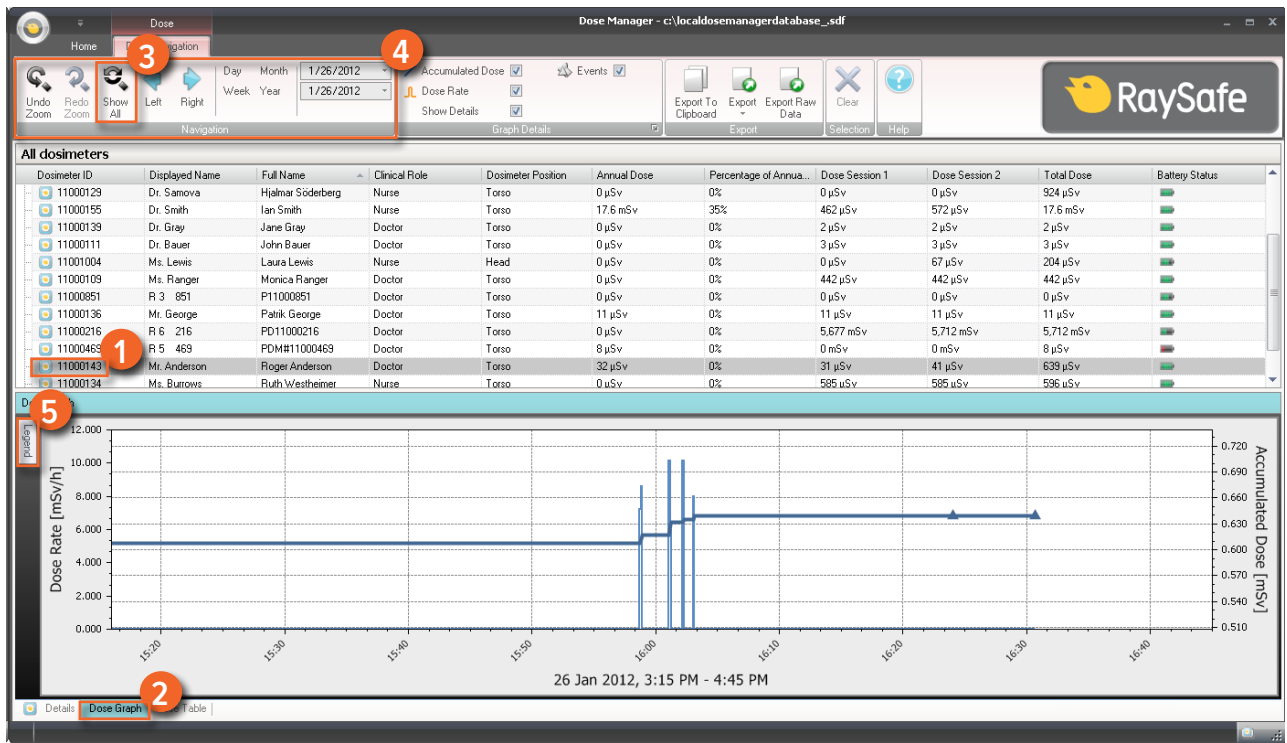 Dose
Dose Manager - c:\localdosemanagerdatabase_.sdf
Home
3
4
Undo Zoom
Redo Zoom
Show All
Left
Right
Day Month 1/26/2012
Week Year 1/26/2012
Navigation
Accumulated Dose
Events
Dose Rate
Show Details
Graph Details
Export To Clipboard
Export
Export Raw Data
Export
Clear
Selection
Help
RaySafe
All dosimeters
Dosimeter ID Displayed Name Full Name Clinical Role Dosimeter Position Annual Dose Percentage of Annua... Dose Session 1 Dose Session 2 Total Dose Battery Status
11000129 Dr. Samova Hjalmar Söderberg Nurse Torso 0 µSv 0% 0 µSv 0 µSv 924 µSv
11000155 Dr. Smith Ian Smith Nurse Torso 17.6 mSv 35% 462 µSv 572 µSv 17.6 mSv
11000139 Dr. Gray Jane Gray Doctor Torso 0 µSv 0% 2 µSv 2 µSv 2 µSv
11000111 Dr. Bauer John Bauer Doctor Torso 0 µSv 0% 3 µSv 3 µSv 3 µSv
11001004 Ms. Lewis Laura Lewis Nurse Head 0 µSv 0% 0 µSv 67 µSv 204 µSv
11000109 Ms. Ranger Monica Ranger Doctor Torso 0 µSv 0% 442 µSv 442 µSv 442 µSv
11000851 R 3 851 P11000851 Doctor Torso 0 µSv 0% 0 µSv 0 µSv 0 µSv
11000136 Mr. George Patrik George Doctor Torso 11 µSv 0% 11 µSv 11 µSv 11 µSv
11000216 R 6 216 PD11000216 Doctor Torso 0 µSv 0% 5,677 mSv 5,712 mSv 5,712 mSv
11000469 R 5 469 PDM#11000469 Doctor Torso 8 µSv 0% 0 mSv 0 mSv 8 µSv
1
11000143 Mr. Anderson Roger Anderson Doctor Torso 32 µSv 0% 31 µSv 41 µSv 639 µSv
11000134 Ms. Burrows Ruth Westheimer Nurse Torso 0 µSv 0% 585 µSv 585 µSv 596 µSv
5
Legend
Dose Rate [mSv/h]
12.000
10.000
8.000
6.000
4.000
2.000
0.000
0.720
0.690
0.660
0.630
0.600
0.570
0.540
0.510
Accumulated Dose [mSv]
15:20 15:30 15:40 15:50 16:00 16:10 16:20 16:30 16:40
26 Jan 2012, 3:15 PM - 4:45 PM
2
Details Dose Graph Table